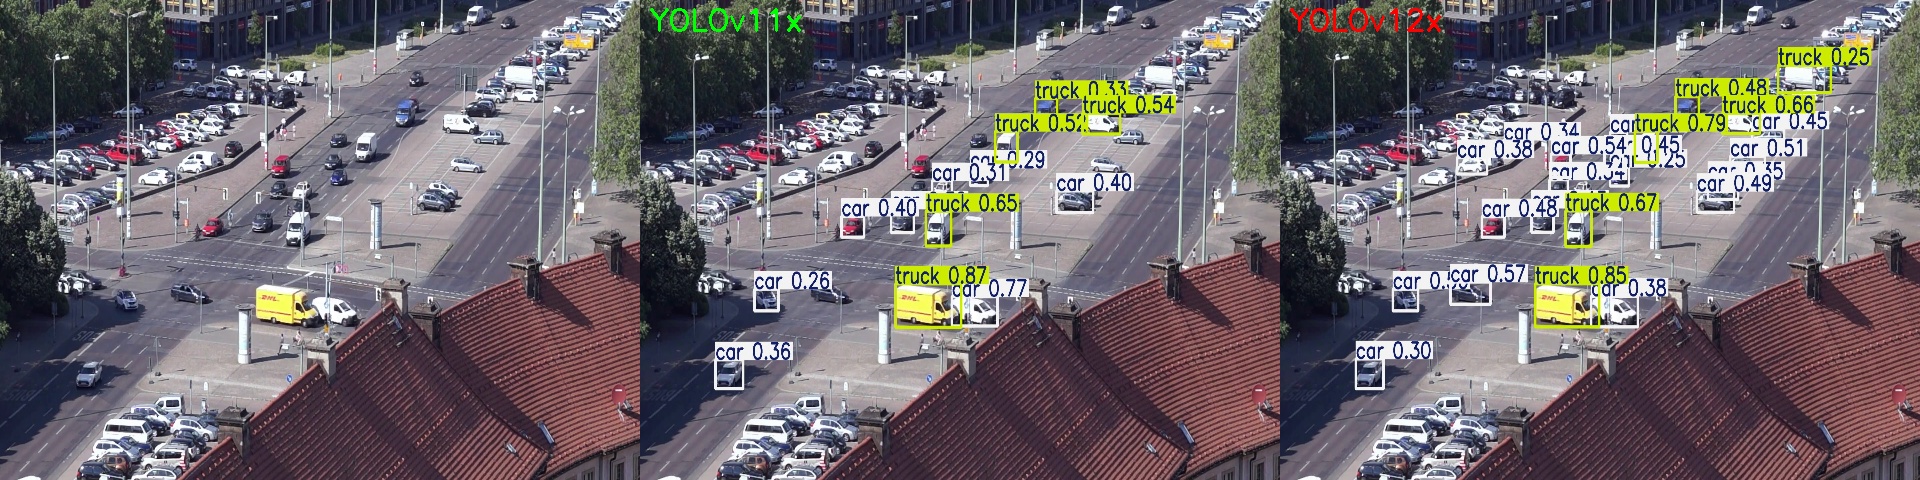 YOLOv11x
truck 0.33
truck 0.54
truck 0.52
0.29
car 0.31
car 0.40
car 0.40
truck 0.65
car 0.26
truck 0.87
car 0.77
DHL
car 0.36
YOLOv12x
truck 0.25
truck 0.48
truck 0.66
car 0.34
truck 0.79
car 0.45
car 0.38
car 0.54
0.45
0.25
car 0.51
car 0.49
car 0.48
truck 0.67
car 0.57
truck 0.85
car 0.38
DHL
car 0.30
DHL